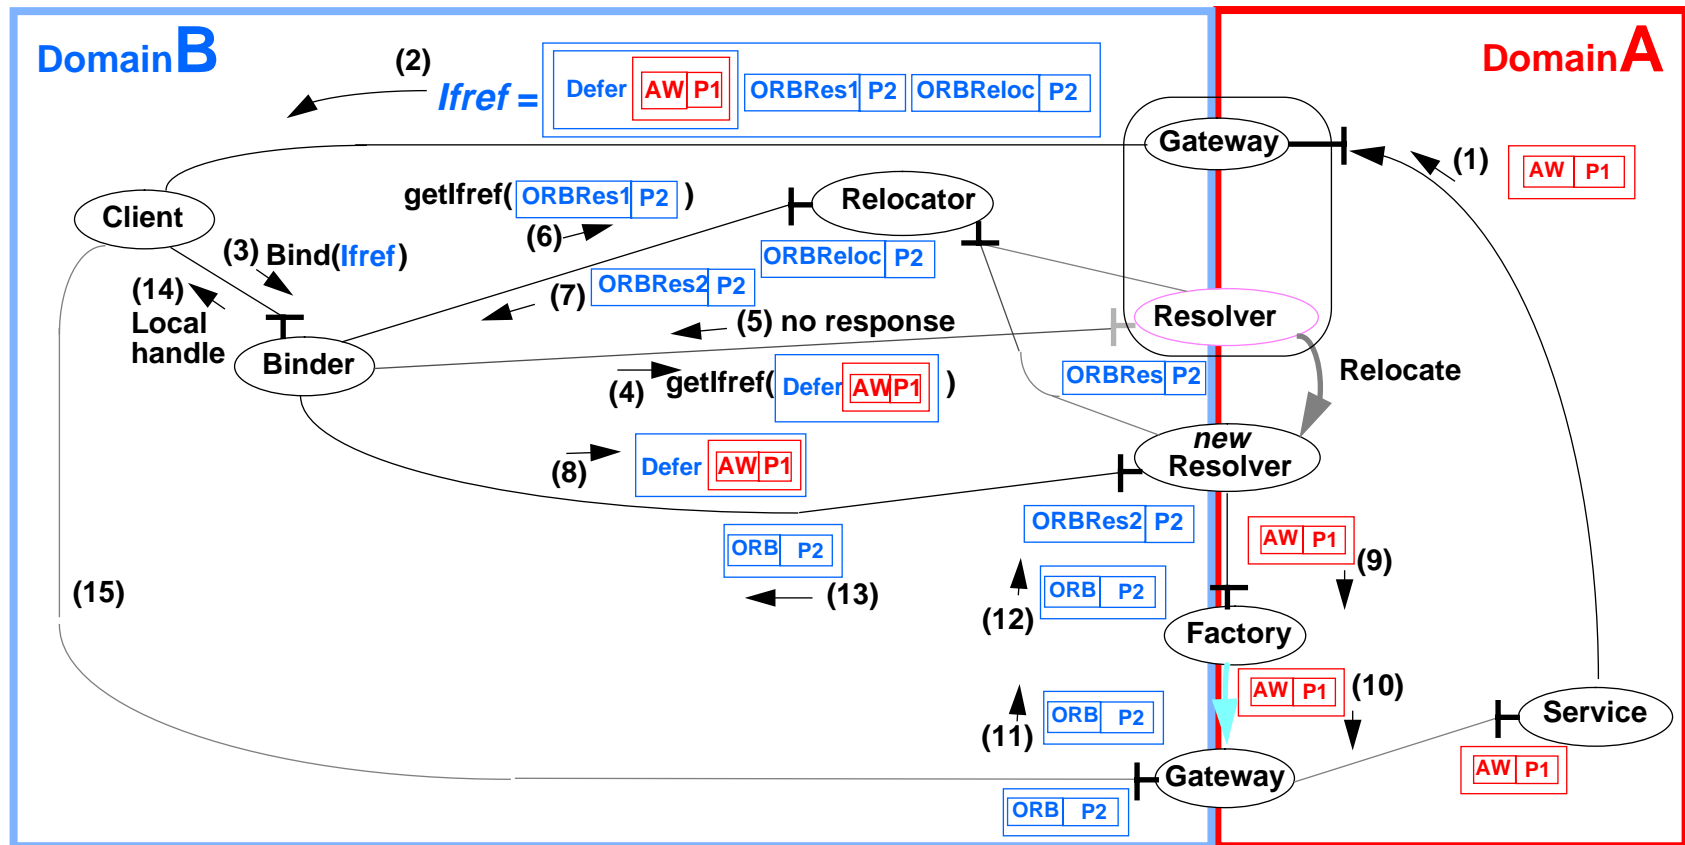 Domain B
Domain A
(2)
Ifref =
Defer AW P1 ORBRes1 P2 ORBReloc P2
Gateway
(1)
AW P1
getIfref( ORBRes1 P2 )
Relocator
Client
(6)
(3) Bind(Ifref)
ORBReloc P2
(14)
(7) ORBRes2 P2
Local
handle
(5) no response
Resolver
Binder
Relocate
(4) getIfref( Defer AW P1 )
ORBRes P2
new
Resolver
(8)
Defer AW P1
ORBRes2 P2
AW P1
(9)
ORB P2
(13)
(12)
ORB P2
(15)
Factory
AW P1
(10)
(11)
ORB P2
Service
Gateway
AW P1
ORB P2